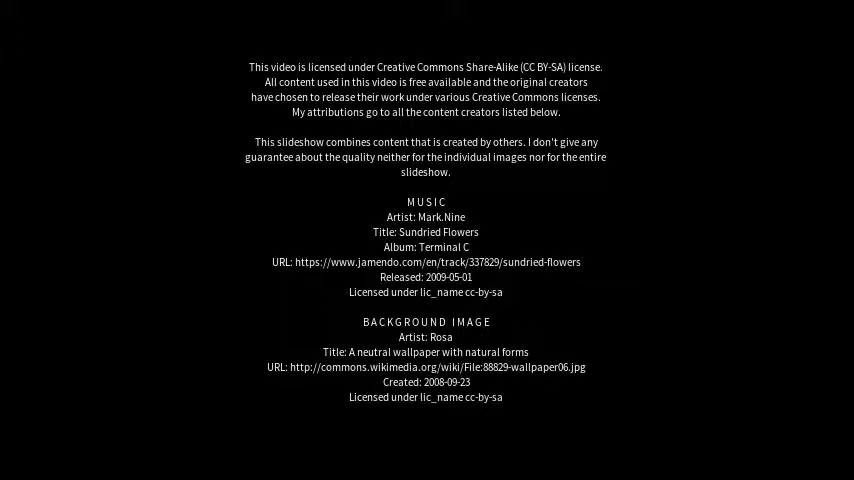 This video is licensed under Creative Commons Share-Alike (CC BY-SA) license.
All content used in this video is free available and the original creators
have chosen to release their work under various Creative Commons licenses.
My attributions go to all the content creators listed below.
This slideshow combines content that is created by others. I don't give any
guarantee about the quality neither for the individual images nor for the entire
slideshow.
MUSIC
Artist: Mark.Nine
Title: Sundried Flowers
Album: Terminal C
URL: https://www.jamendo.com/en/track/337829/sundried-flowers
Released: 2009-05-01
Licensed under lic_name cc-by-sa
BACKGROUND IMAGE
Artist: Rosa
Title: A neutral wallpaper with natural forms
URL: http://commons.wikimedia.org/wiki/File:88829-wallpaper06.jpg
Created: 2008-09-23
Licensed under lic_name cc-by-sa